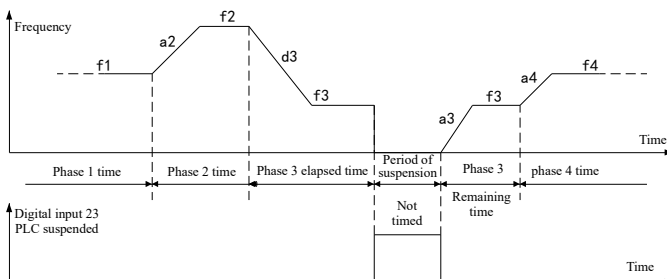 Frequency
f1
a2
f2
d3
f3
a3
f3
a4
f4
Time
Phase 1 time
Phase 2 time
Phase 3 elapsed time
Period of
suspension
Phase 3
Remaining
time
phase 4 time
Digital input 23
PLC suspended
Not
timed
Time